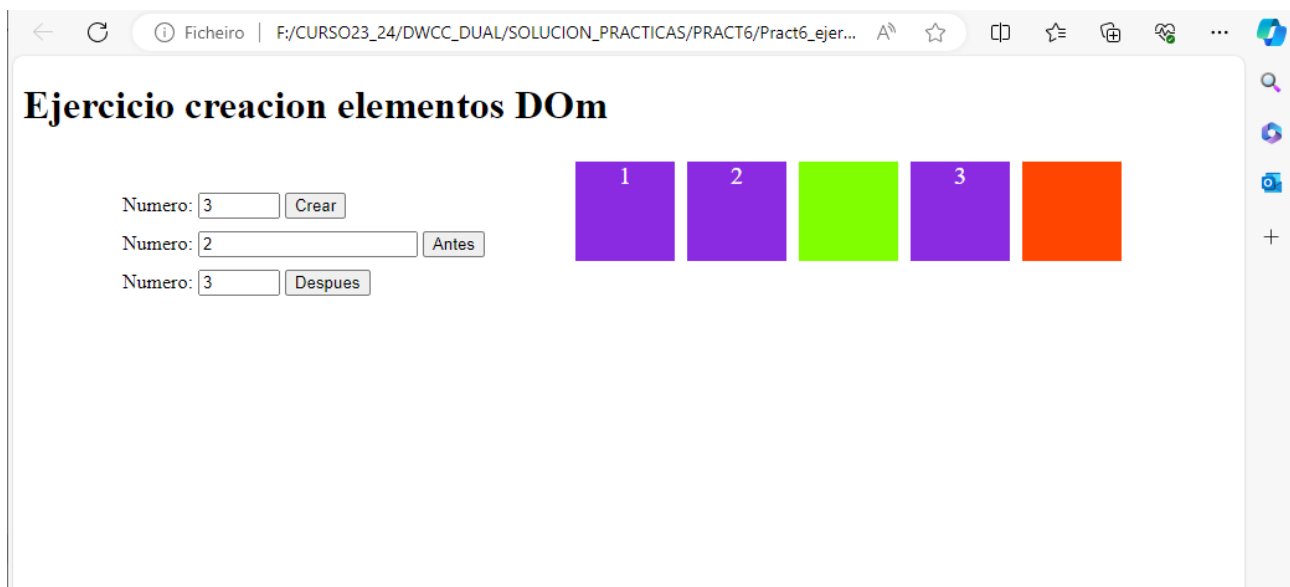 Ficheiro | F:/CURSO23_24/DWCC_DUAL/SOLUCION_PRACTICAS/PRACT6/Pract6_ejer...
Ejercicio creacion elementos DOm
Numero: 3 Crear
Numero: 2 Antes
Numero: 3 Despues
1 2 3